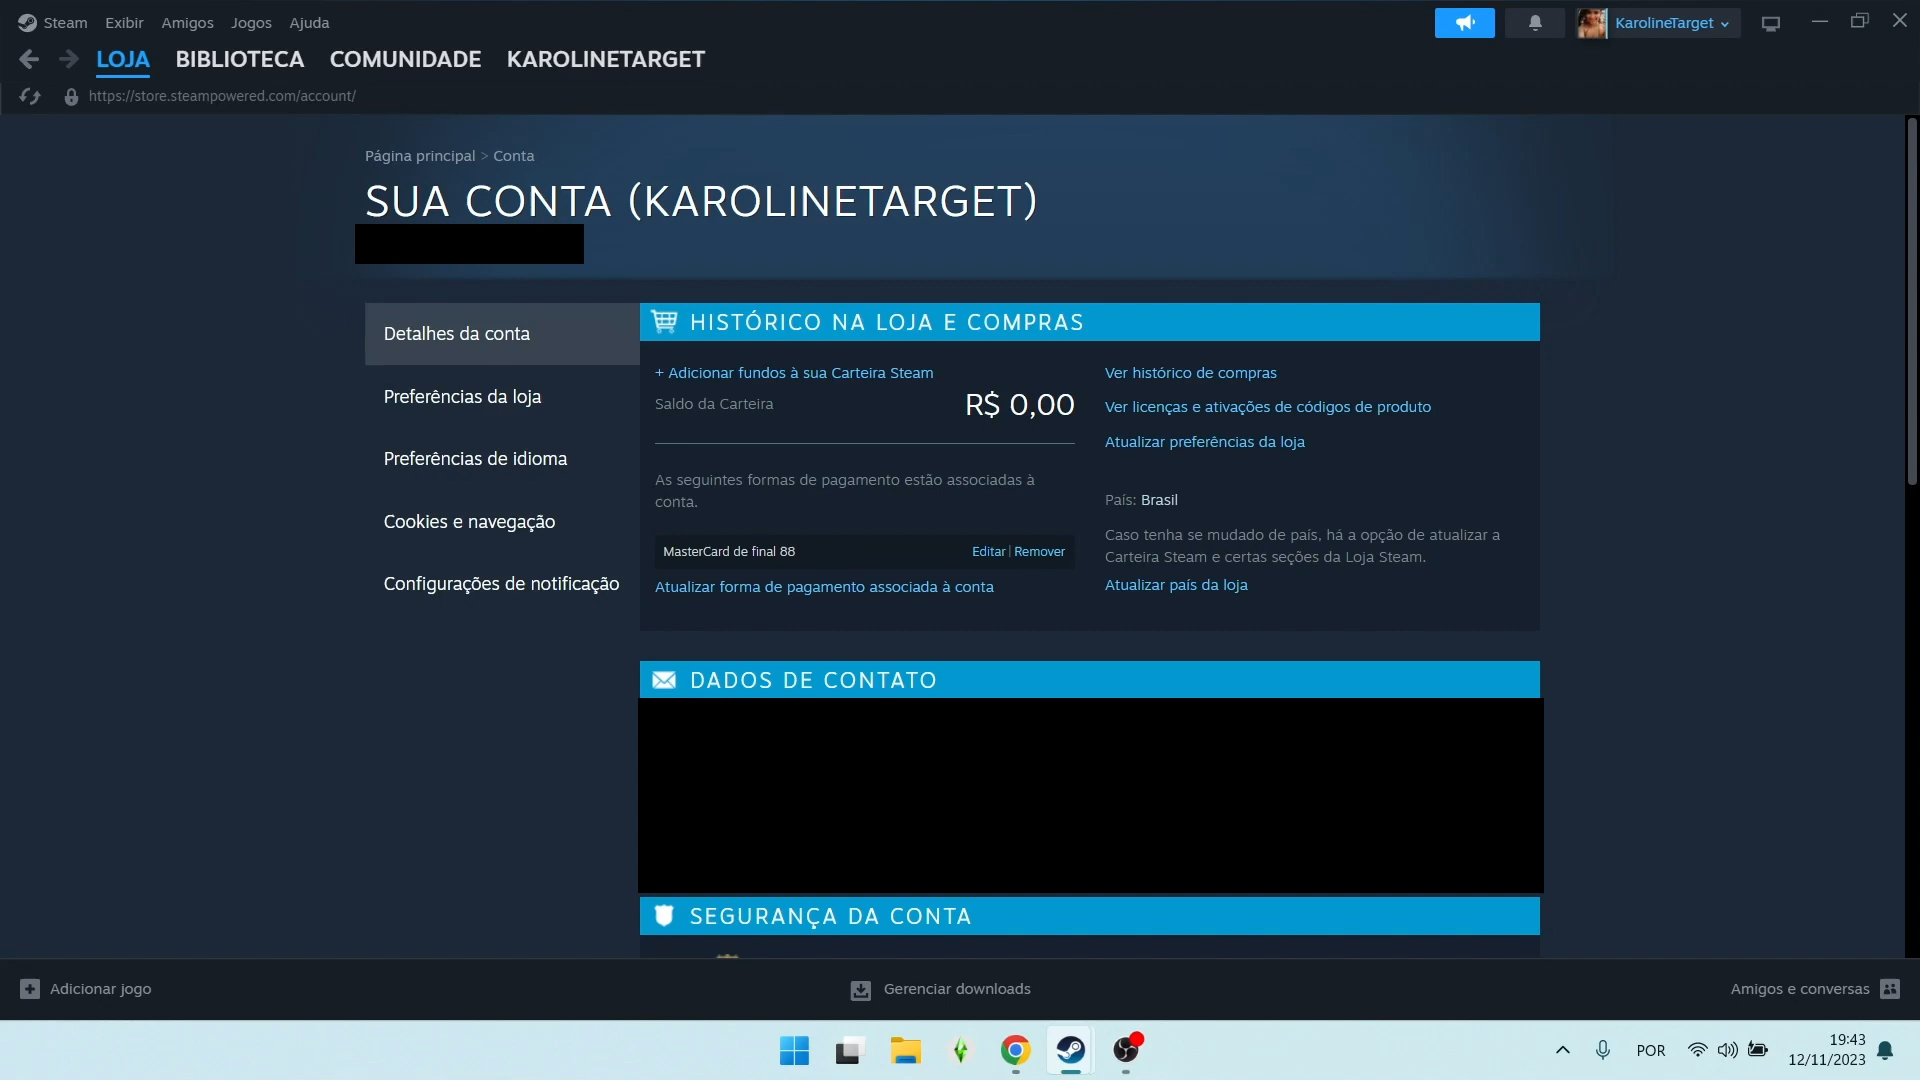 Steam Exibir Amigos Jogos Ajuda
KarolineTarget
LOJA BIBLIOTECA COMUNIDADE KAROLINETARGET
https://store.steampowered.com/account/
Página principal > Conta
SUA CONTA (KAROLINETARGET)
Detalhes da conta
Preferências da loja
Preferências de idioma
Cookies e navegação
Configurações de notificação
HISTÓRICO NA LOJA E COMPRAS
+ Adicionar fundos à sua Carteira Steam
Saldo da Carteira R$ 0,00
As seguintes formas de pagamento estão associadas à
conta.
MasterCard de final 88 Editar | Remover
Atualizar forma de pagamento associada à conta
Ver histórico de compras
Ver licenças e ativações de códigos de produto
Atualizar preferências da loja
País: Brasil
Caso tenha se mudado de país, há a opção de atualizar a
Carteira Steam e certas seções da Loja Steam.
Atualizar país da loja
DADOS DE CONTATO
SEGURANÇA DA CONTA
Adicionar jogo
Gerenciar downloads
Amigos e conversas
POR
19:43
12/11/2023